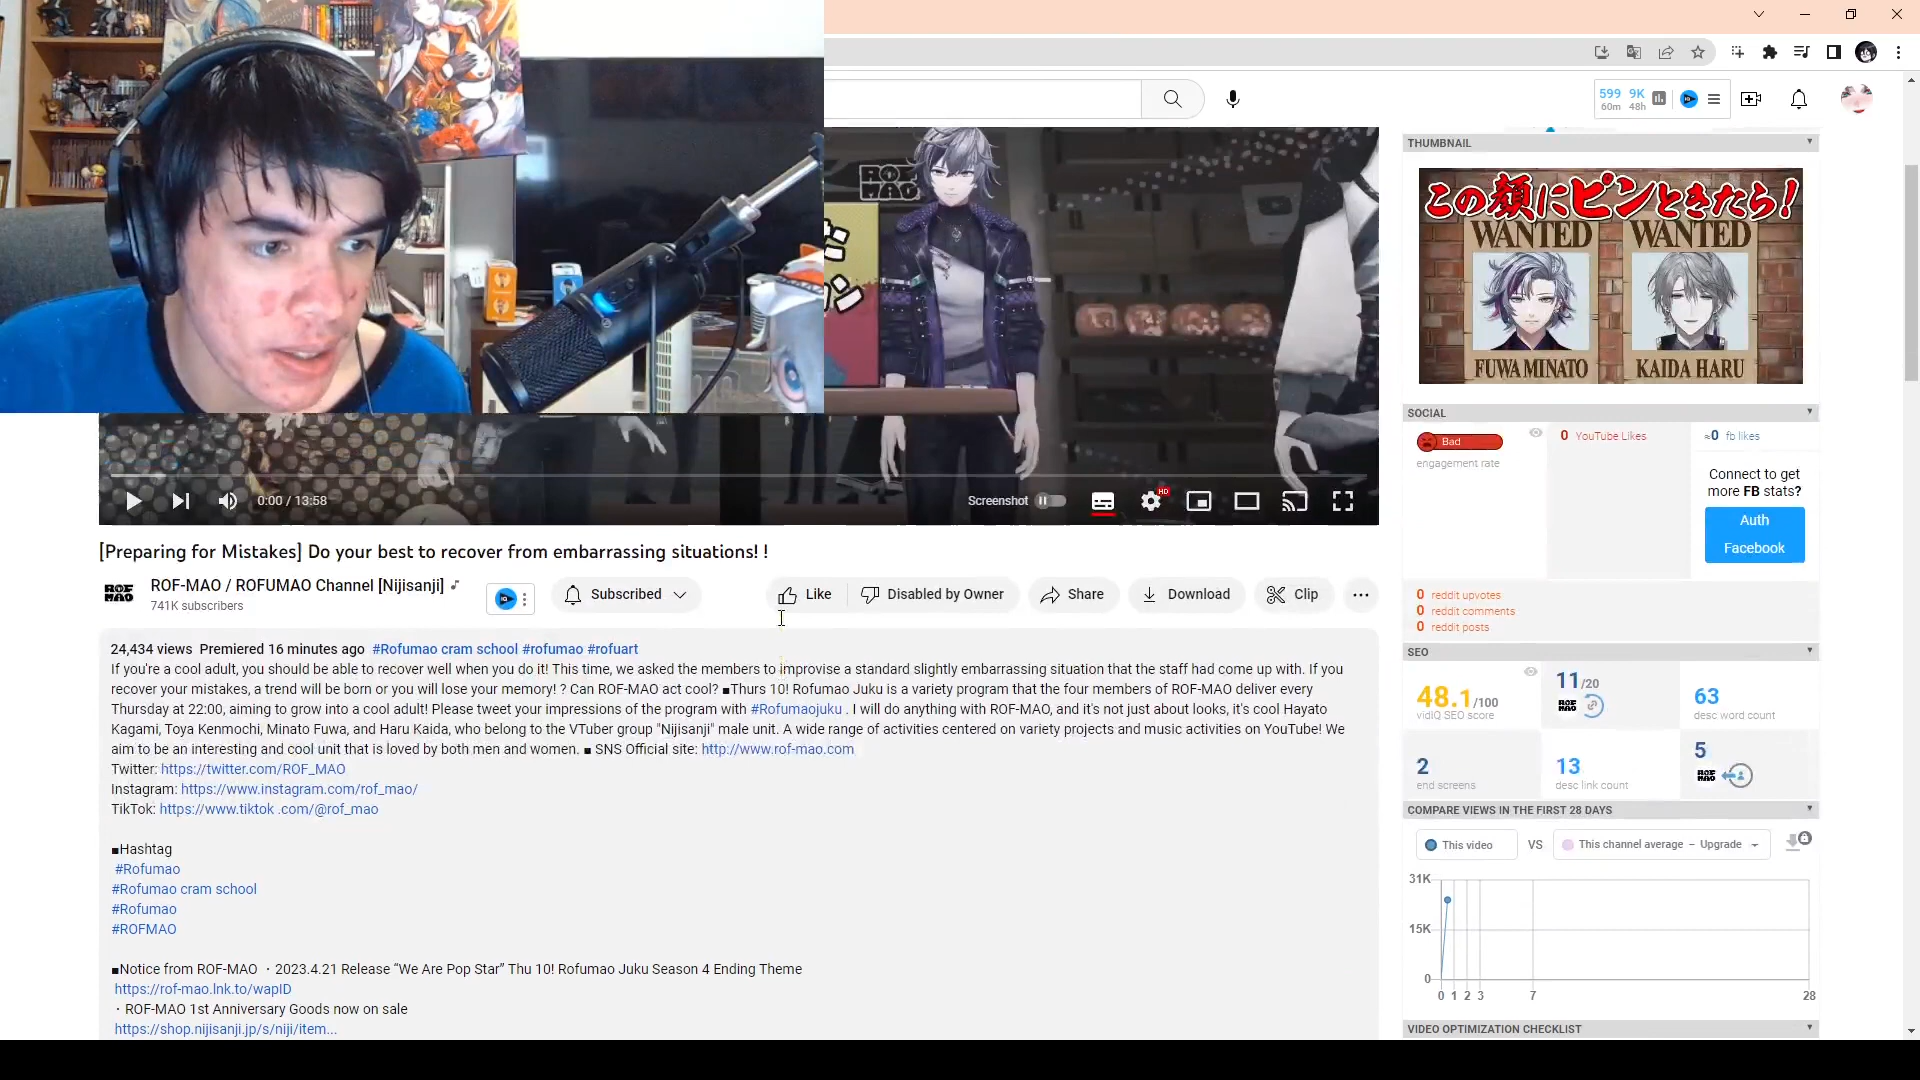 599 9K
60m 48h
ROF MAO
THUMBNAIL
この顔にピンときたら!
WANTED WANTED
FUWA MINATO KAIDA HARU
SOCIAL
Bad
engagement rate
0 YouTube Likes
≈0 fb likes
Connect to get
more FB stats?
Auth
Facebook
0 reddit upvotes
0 reddit comments
0 reddit posts
0:00 / 13:58
Screenshot
HD
[Preparing for Mistakes] Do your best to recover from embarrassing situations! !
ROF MAO
ROF-MAO / ROFUMAO Channel [Nijisanji]
741K subscribers
Subscribed
Like
Disabled by Owner
Share
Download
Clip
24,434 views Premiered 16 minutes ago #Rofumao cram school #rofumao #rofuart
If you're a cool adult, you should be able to recover well when you do it! This time, we asked the members to improvise a standard slightly embarrassing situation that the staff had come up with. If you
recover your mistakes, a trend will be born or you will lose your memory! ? Can ROF-MAO act cool? ■Thurs 10! Rofumao Juku is a variety program that the four members of ROF-MAO deliver every
Thursday at 22:00, aiming to grow into a cool adult! Please tweet your impressions of the program with #Rofumaojuku . I will do anything with ROF-MAO, and it's not just about looks, it's cool Hayato
Kagami, Toya Kenmochi, Minato Fuwa, and Haru Kaida, who belong to the VTuber group "Nijisanji" male unit. A wide range of activities centered on variety projects and music activities on YouTube! We
aim to be an interesting and cool unit that is loved by both men and women. ■ SNS Official site: http://www.rof-mao.com
Twitter: https://twitter.com/ROF_MAO
Instagram: https://www.instagram.com/rof_mao/
TikTok: https://www.tiktok .com/@rof_mao
■Hashtag
#Rofumao
#Rofumao cram school
#Rofumao
#ROFMAO
■Notice from ROF-MAO ・2023.4.21 Release “We Are Pop Star” Thu 10! Rofumao Juku Season 4 Ending Theme
https://rof-mao.lnk.to/wapID
・ROF-MAO 1st Anniversary Goods now on sale
https://shop.nijisanji.jp/s/niji/item...
SEO
48.1/100
vidIQ SEO score
11/20
ROF MAO
63
desc word count
2
end screens
13
desc link count
5
ROF MAO
COMPARE VIEWS IN THE FIRST 28 DAYS
This video
VS
This channel average – Upgrade
31K
15K
0
0 1 2 3 7 28
VIDEO OPTIMIZATION CHECKLIST